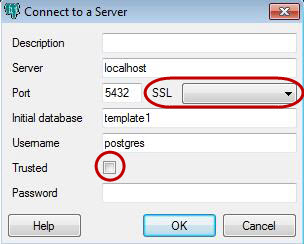 Connect to a Server
Description
Server localhost
Port 5432 SSL
Initial database template1
Username postgres
Trusted
Password
Help OK Cancel